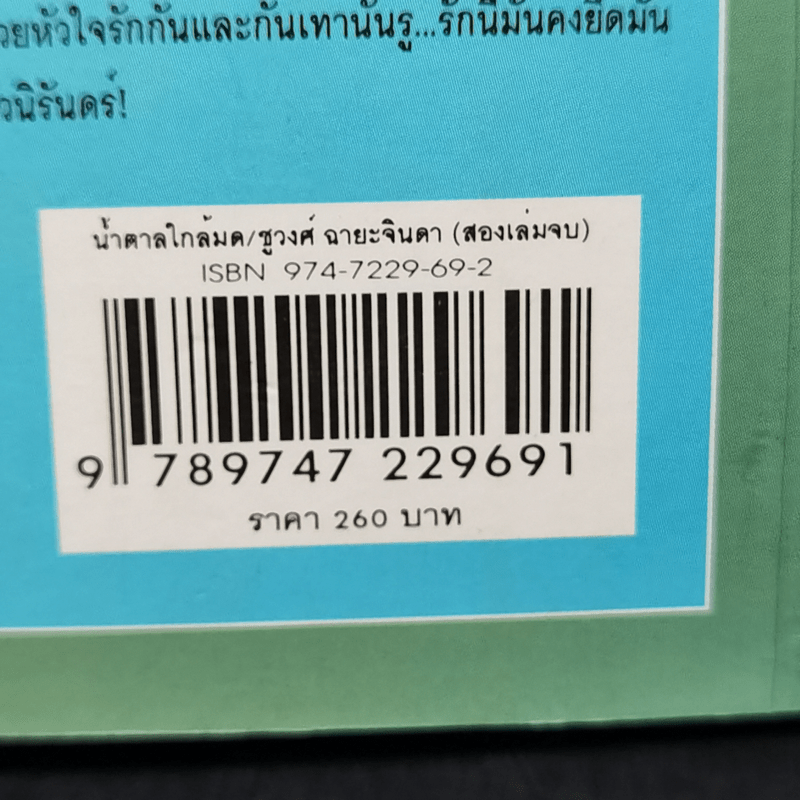 วยหัวใจรักกันและกันเท่านั้นรู้...รักนี้มั่นคงยึดมั่น
วนิรันดร์!
น้ำตาลใกล้มด/ชูวงศ์ ฉายะจินดา (สองเล่มจบ)
ISBN 974-7229-69-2
9 789747 229691
ราคา 260 บาท